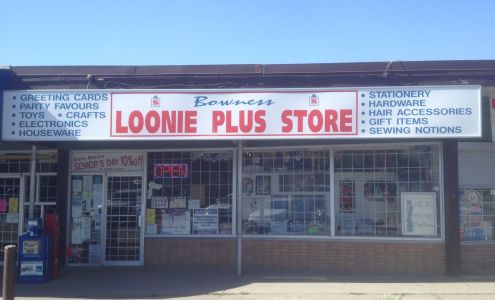 • GREETING CARDS
• PARTY FAVOURS
• TOYS • CRAFTS
• ELECTRONICS
• HOUSEWARE
Bowness
LOONIE PLUS STORE
• STATIONERY
• HARDWARE
• HAIR ACCESSORIES
• GIFT ITEMS
• SEWING NOTIONS
SENIOR'S DAY 10% off
OPEN